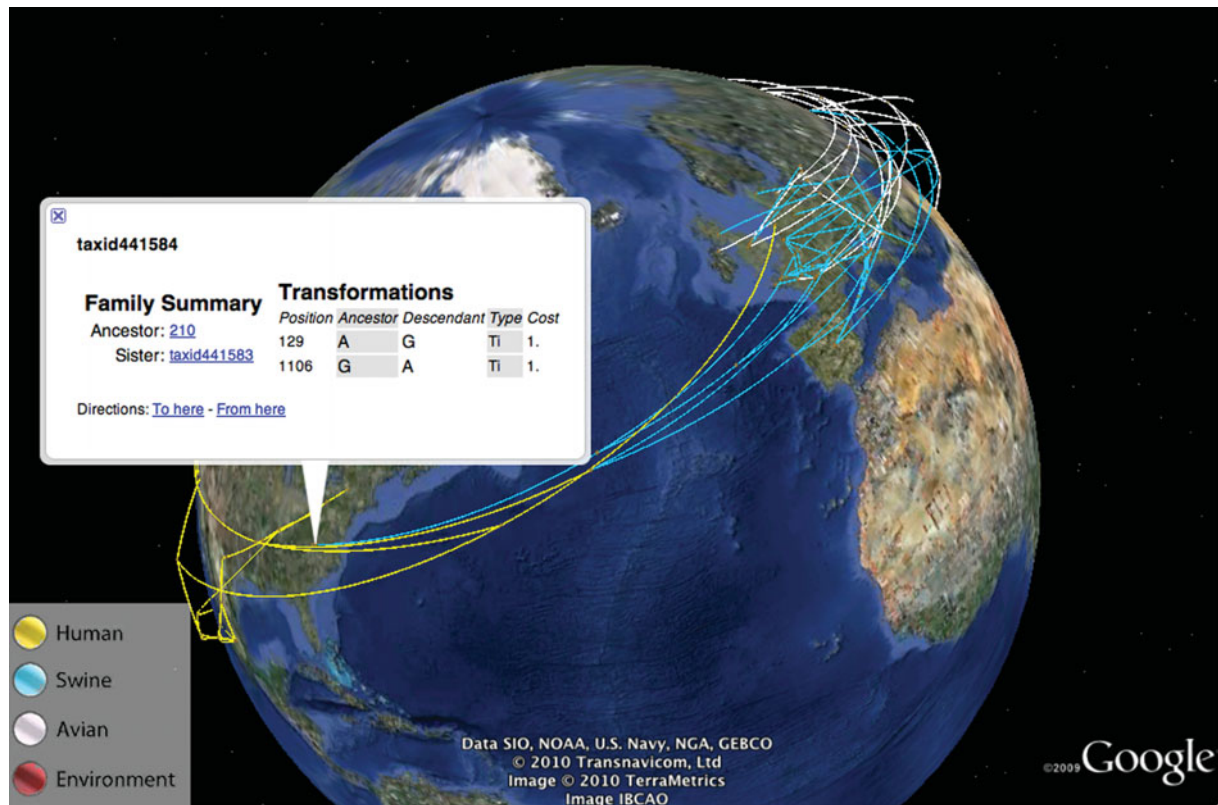 taxid441584
Family Summary
Ancestor: 210
Sister: taxid441583
Transformations
Position Ancestor Descendant Type Cost
129 A G Ti 1.
1106 G A Ti 1.
Directions: To here - From here
Human
Swine
Avian
Environment
Data SIO, NOAA, U.S. Navy, NGA, GEBCO
© 2010 Transnavicom, Ltd
Image © 2010 TerraMetrics
Image IBCAO
©2009 Google